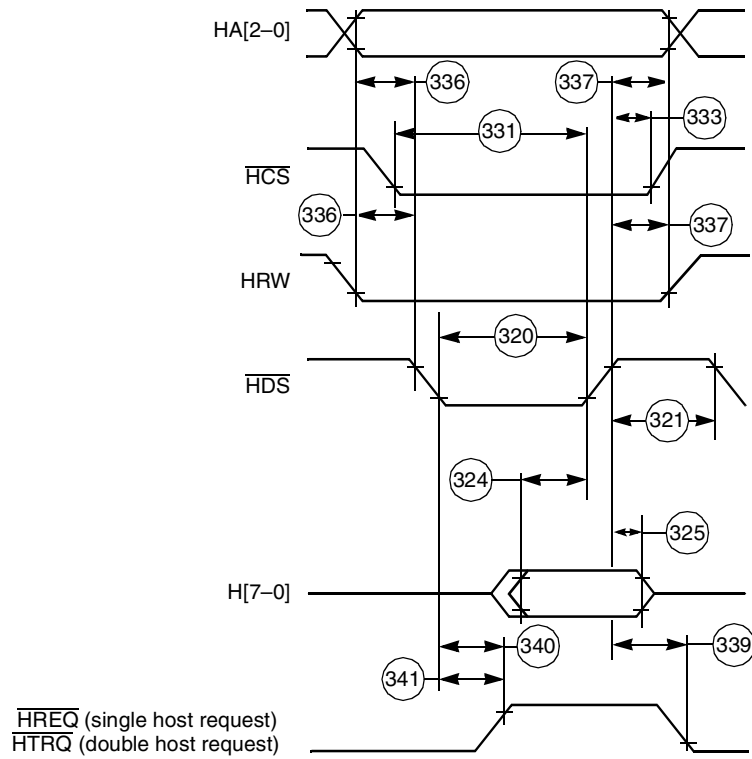 HA[2–0]
336
337
333
331
HCS
336
337
HRW
320
HDS
321
324
325
H[7–0]
340
339
341
HREQ (single host request)
HTRQ (double host request)